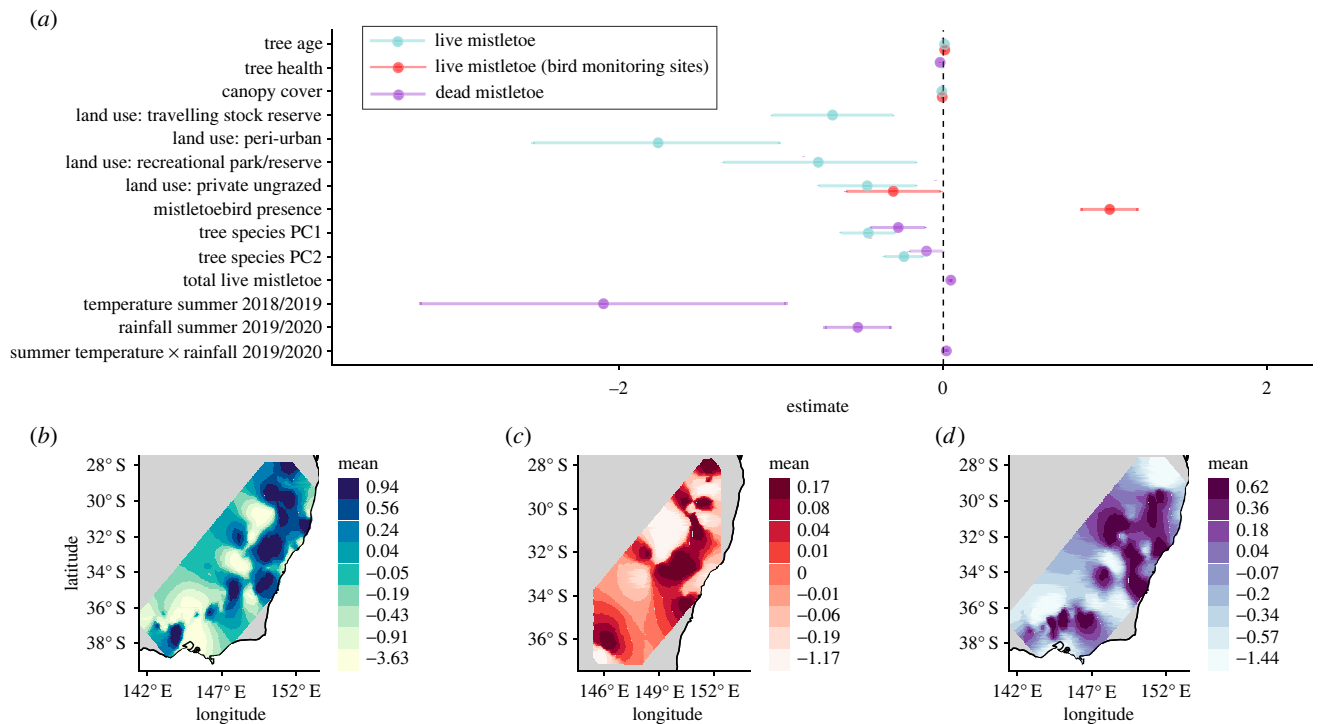 (a)
live mistletoe
live mistletoe (bird monitoring sites)
dead mistletoe
tree age
tree health
canopy cover
land use: travelling stock reserve
land use: peri-urban
land use: recreational park/reserve
land use: private ungrazed
mistletoebird presence
tree species PC1
tree species PC2
total live mistletoe
temperature summer 2018/2019
rainfall summer 2019/2020
summer temperature × rainfall 2019/2020
–2 0 2
estimate
(b)
mean
0.94
0.56
0.24
0.04
–0.05
–0.19
–0.43
–0.91
–3.63
28° S
30° S
32° S
34° S
36° S
38° S
latitude
142° E 147° E 152° E
longitude
(c)
mean
0.17
0.08
0.04
0.01
0
–0.01
–0.06
–0.19
–1.17
28° S
30° S
32° S
34° S
36° S
146° E 149° E 152° E
longitude
(d)
mean
0.62
0.36
0.18
0.04
–0.07
–0.2
–0.34
–0.57
–1.44
28° S
30° S
32° S
34° S
36° S
38° S
142° E 147° E 152° E
longitude